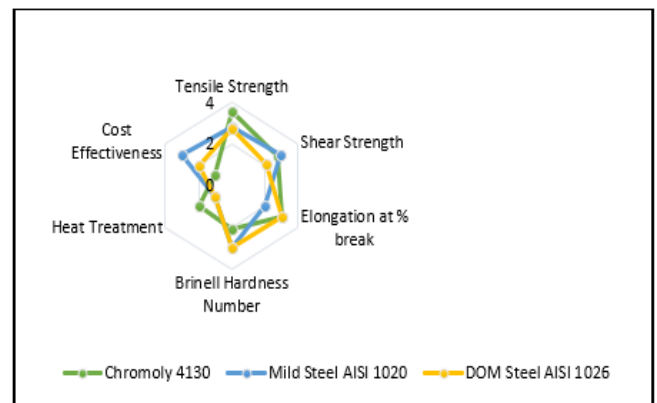 Tensile Strength
4
Cost
Effectiveness
2
Shear Strength
0
Heat Treatment
Elongation at %
break
Brinell Hardness
Number
Chromoly 4130
Mild Steel AISI 1020
DOM Steel AISI 1026